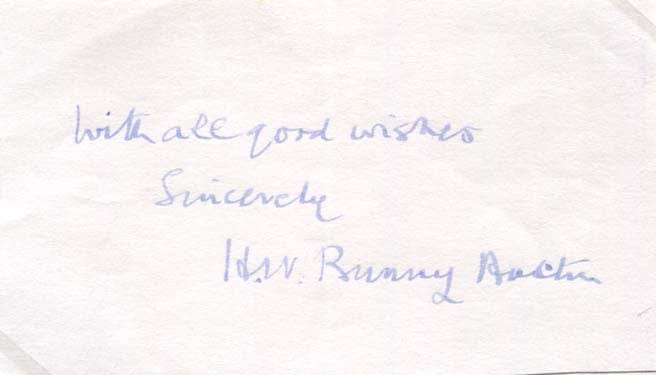 With all good wishes
Sincerely
H.W. Bunny Austin